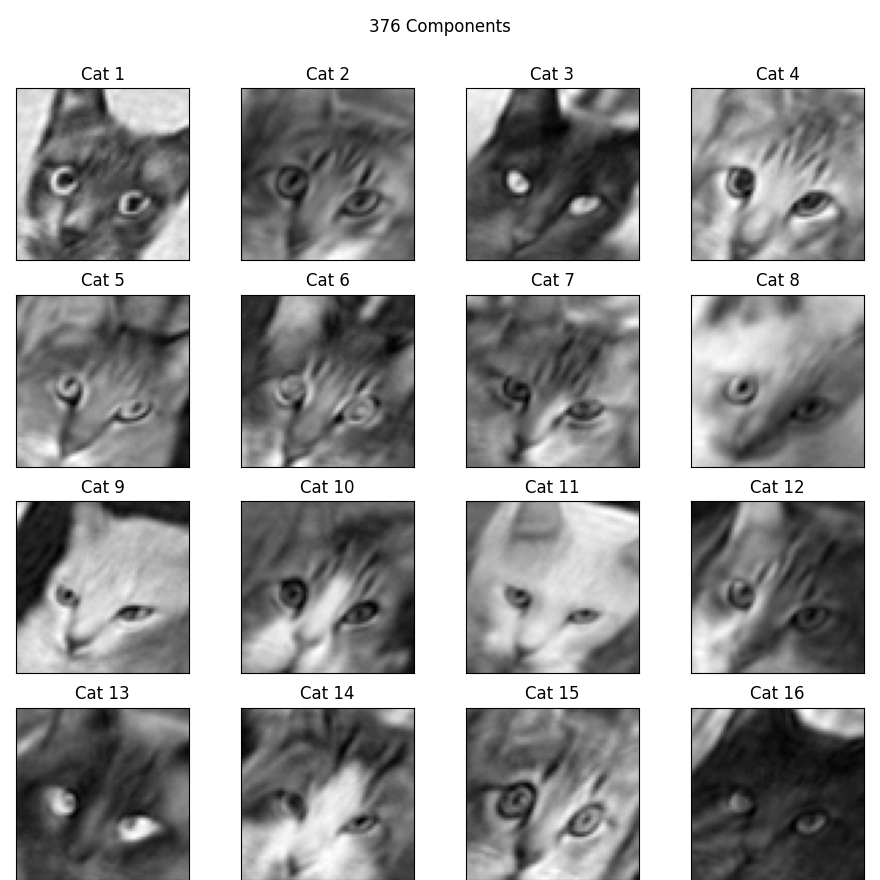 376 Components
Cat 1 Cat 2 Cat 3 Cat 4
Cat 5 Cat 6 Cat 7 Cat 8
Cat 9 Cat 10 Cat 11 Cat 12
Cat 13 Cat 14 Cat 15 Cat 16